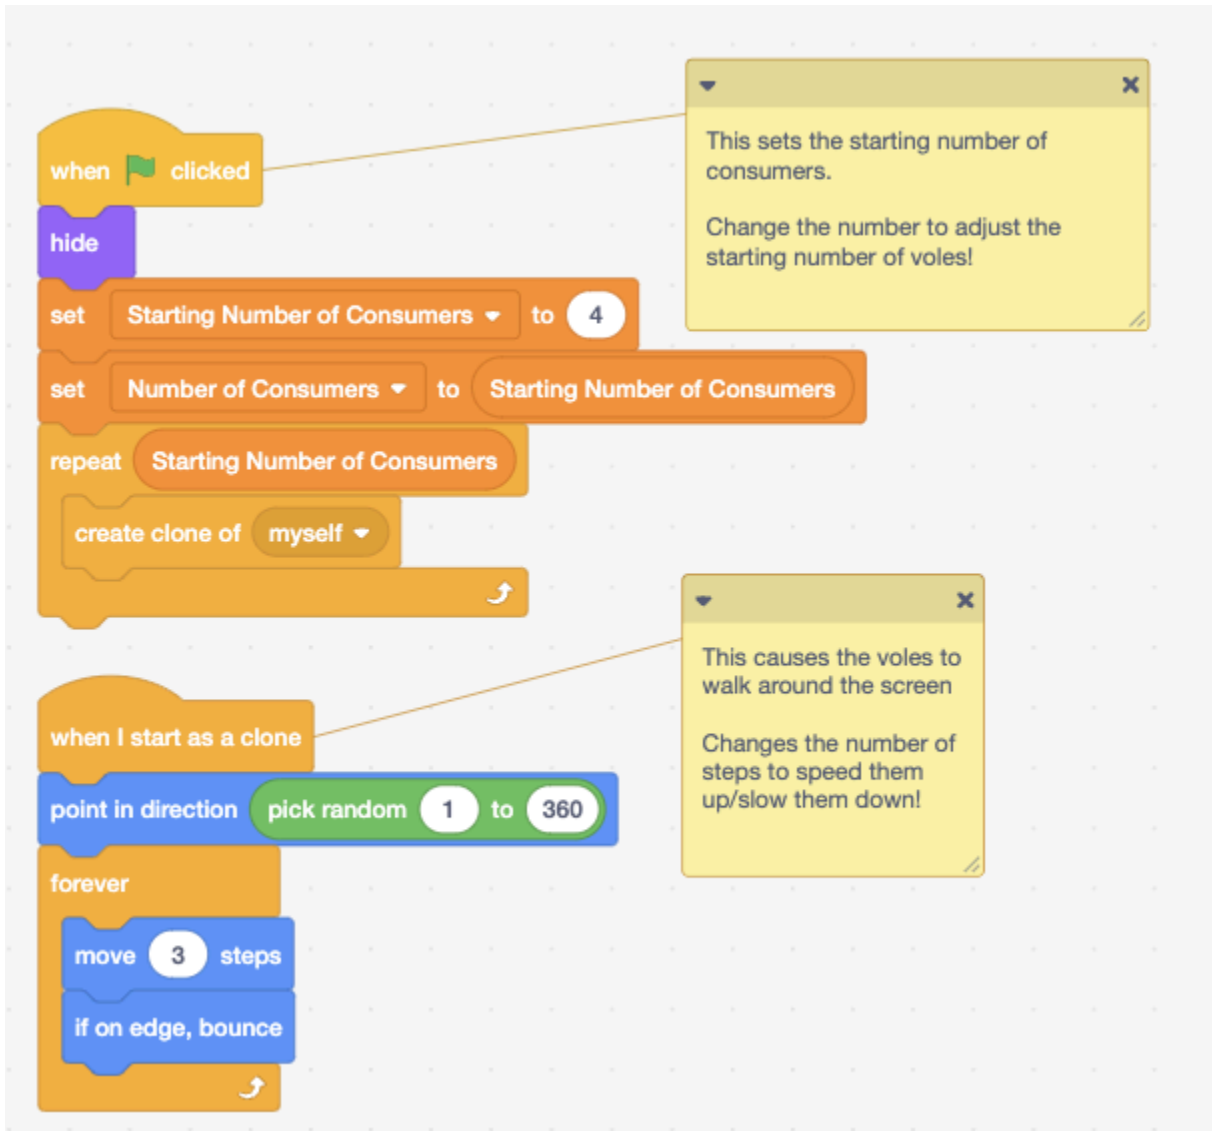 when clicked
This sets the starting number of
consumers.
Change the number to adjust the
starting number of voles!
hide
set Starting Number of Consumers to 4
set Number of Consumers to Starting Number of Consumers
repeat Starting Number of Consumers
create clone of myself
when I start as a clone
This causes the voles to
walk around the screen
Changes the number of
steps to speed them
up/slow them down!
point in direction pick random 1 to 360
forever
move 3 steps
if on edge, bounce